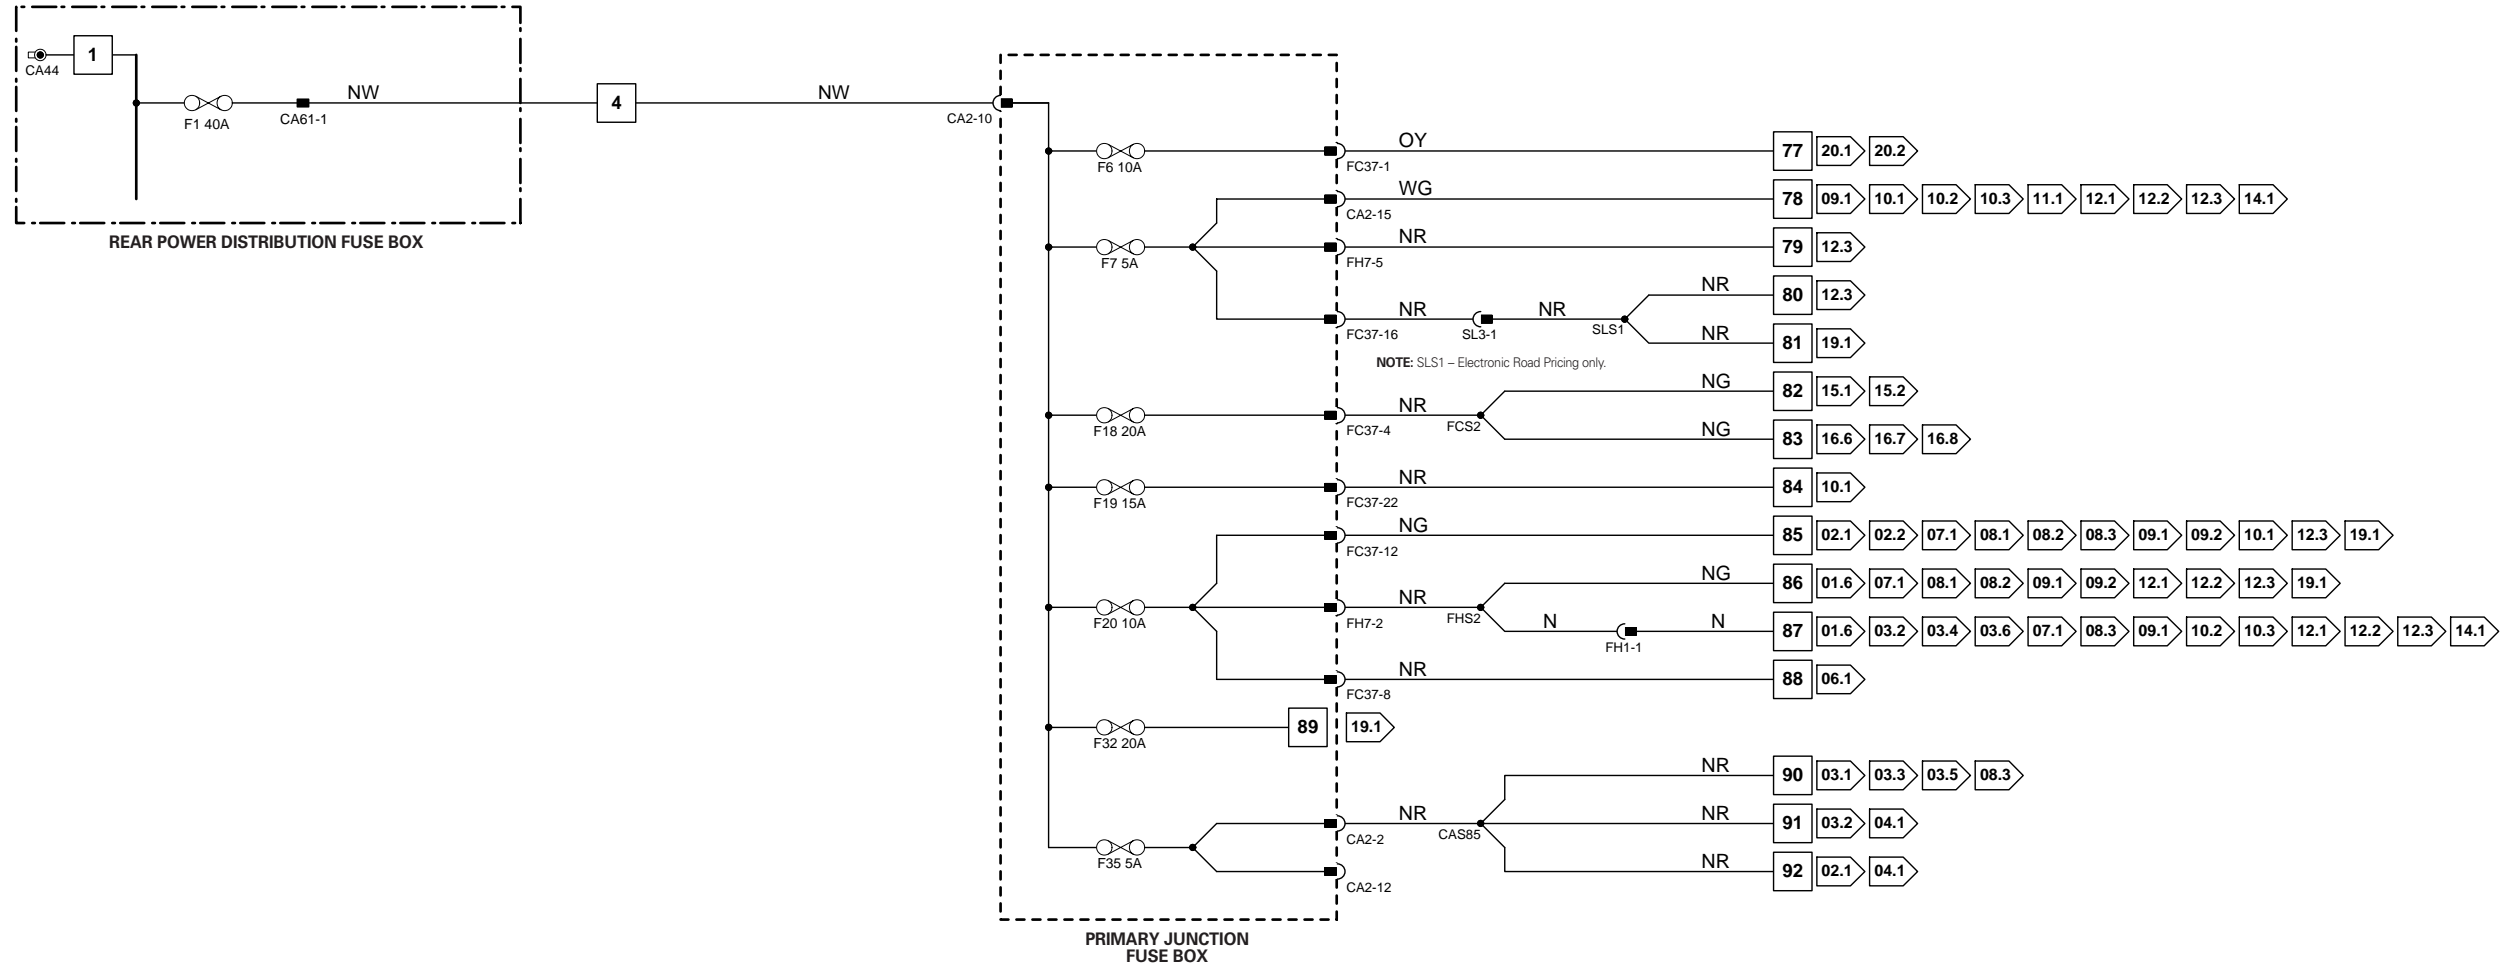 1
CA44
F1 40A
CA61-1
NW
REAR POWER DISTRIBUTION FUSE BOX
4
NW
CA2-10
F6 10A
FC37-1
OY
77 20.1 20.2
CA2-15
WG
78 09.1 10.1 10.2 10.3 11.1 12.1 12.2 12.3 14.1
F7 5A
FH7-5
NR
79 12.3
NR
80 12.3
FC37-16
NR
SL3-1
NR
SLS1
NR
81 19.1
NOTE: SLS1 – Electronic Road Pricing only.
NG
82 15.1 15.2
F18 20A
FC37-4
NR
FCS2
NG
83 16.6 16.7 16.8
F19 15A
FC37-22
NR
84 10.1
FC37-12
NG
85 02.1 02.2 07.1 08.1 08.2 08.3 09.1 09.2 10.1 12.3 19.1
NG
86 01.6 07.1 08.1 08.2 09.1 09.2 12.1 12.2 12.3 19.1
F20 10A
FH7-2
NR
FHS2
N
FH1-1
N
87 01.6 03.2 03.4 03.6 07.1 08.3 09.1 10.2 10.3 12.1 12.2 12.3 14.1
FC37-8
NR
88 06.1
F32 20A
89 19.1
NR
90 03.1 03.3 03.5 08.3
F35 5A
CA2-2
NR
CAS85
NR
91 03.2 04.1
CA2-12
NR
92 02.1 04.1
PRIMARY JUNCTION
FUSE BOX